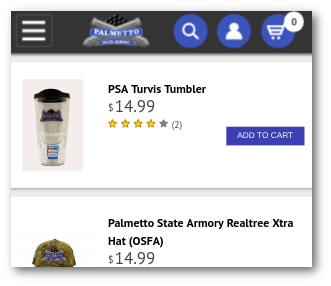 PALMETTO
STATE ARMORY
0
PSA Turvis Tumbler
$14.99
(2)
ADD TO CART
Palmetto State Armory Realtree Xtra
Hat (OSFA)
$14.99